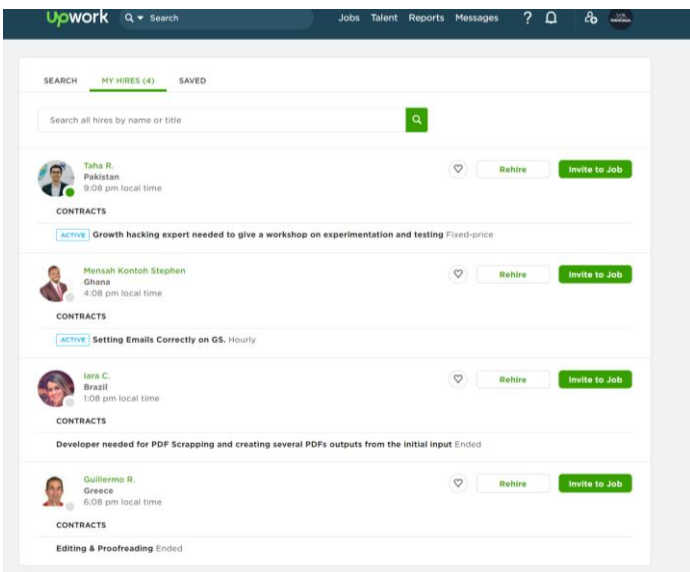 Upwork Search Jobs Talent Reports Messages ?
SEARCH MY HIRES (4) SAVED
Search all hires by name or title
Taha R.
Pakistan
9:08 pm local time
Rehire Invite to Job
CONTRACTS
ACTIVE Growth hacking expert needed to give a workshop on experimentation and testing Fixed-price
Mensah Kontoh Stephen
Ghana
4:08 pm local time
Rehire Invite to Job
CONTRACTS
ACTIVE Setting Emails Correctly on GS. Hourly
Iara C.
Brazil
1:08 pm local time
Rehire Invite to Job
CONTRACTS
Developer needed for PDF Scrapping and creating several PDFs outputs from the initial input Ended
Guillermo R.
Greece
6:08 pm local time
Rehire Invite to Job
CONTRACTS
Editing & Proofreading Ended